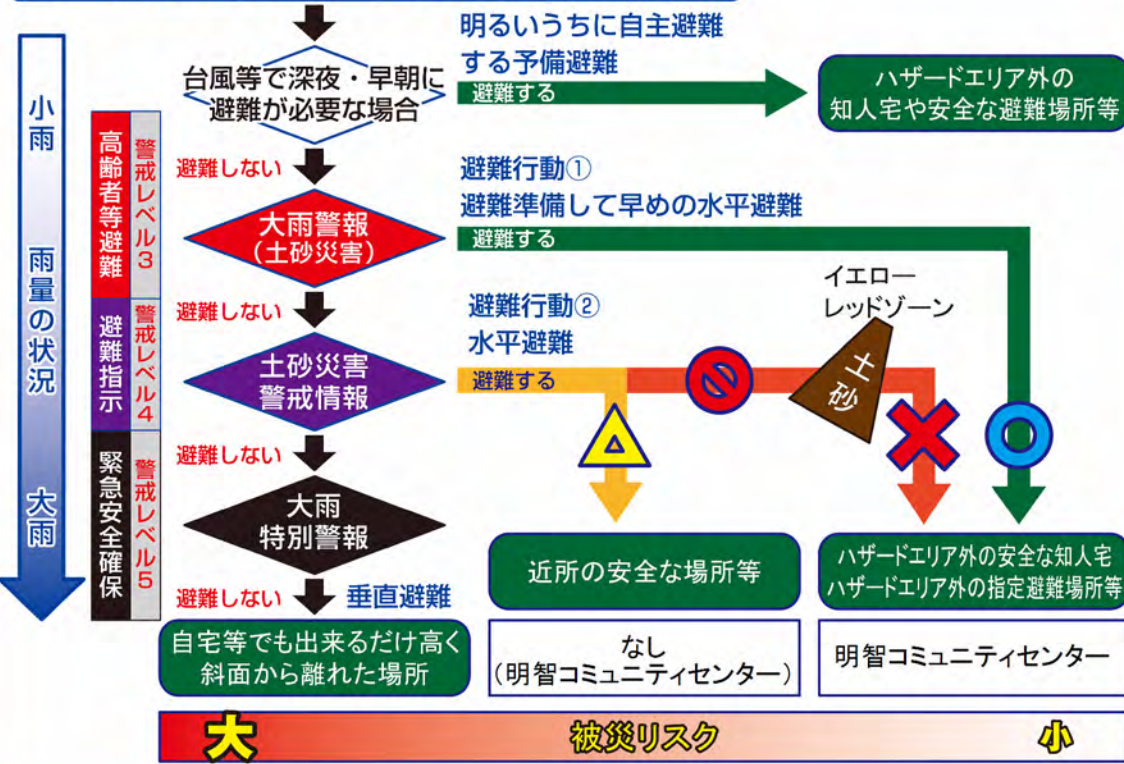 明るいうちに自主避難
する予備避難
台風等で深夜・早朝に
避難が必要な場合
避難する
ハザードエリア外の
知人宅や安全な避難場所等
小雨
雨量の状況
大雨
高齢者等避難
警戒レベル3
避難しない
避難行動①
避難準備して早めの水平避難
大雨警報
(土砂災害)
避難する
避難指示
警戒レベル4
避難しない
避難行動②
水平避難
イエロー
レッドゾーン
土砂災害
警戒情報
避難する
土砂
緊急安全確保
警戒レベル5
避難しない
大雨
特別警報
避難しない
垂直避難
近所の安全な場所等
ハザードエリア外の安全な知人宅
ハザードエリア外の指定避難場所等
自宅等でも出来るだけ高く
斜面から離れた場所
なし
(明智コミュニティセンター)
明智コミュニティセンター
大
被災リスク
小